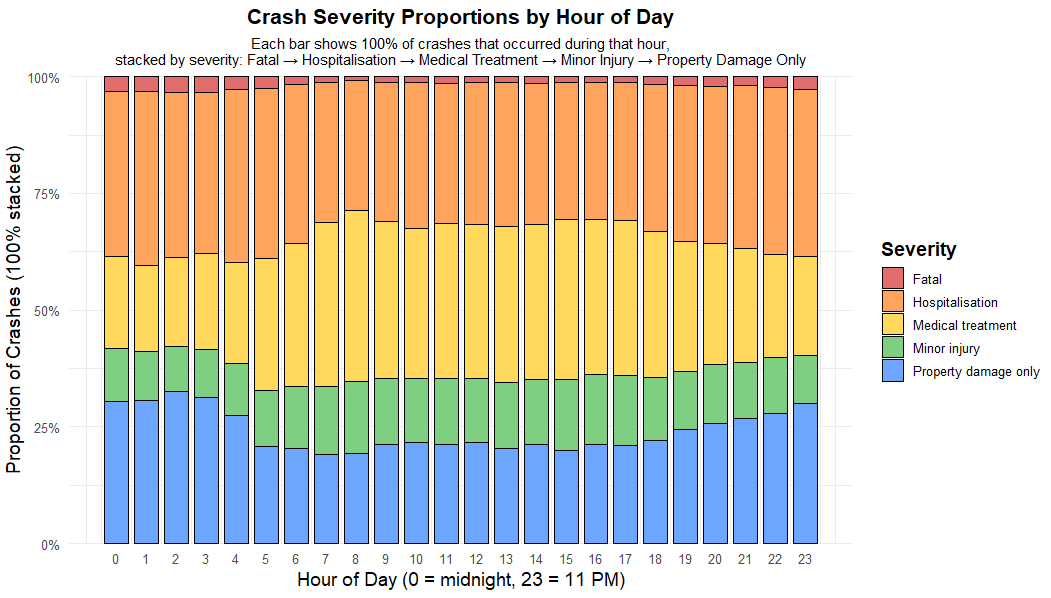 Crash Severity Proportions by Hour of Day
Each bar shows 100% of crashes that occurred during that hour,
stacked by severity: Fatal → Hospitalisation → Medical Treatment → Minor Injury → Property Damage Only
Proportion of Crashes (100% stacked)
100%
75%
50%
25%
0%
0 1 2 3 4 5 6 7 8 9 10 11 12 13 14 15 16 17 18 19 20 21 22 23
Hour of Day (0 = midnight, 23 = 11 PM)
Severity
Fatal
Hospitalisation
Medical treatment
Minor injury
Property damage only